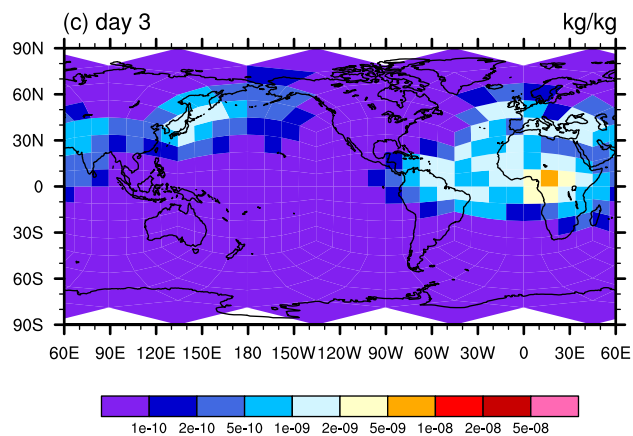 (c) day 3 kg/kg
90N
60N
30N
0
30S
60S
90S
60E 90E 120E 150E 180 150W 120W 90W 60W 30W 0 30E 60E
1e-10 2e-10 5e-10 1e-09 2e-09 5e-09 1e-08 2e-08 5e-08